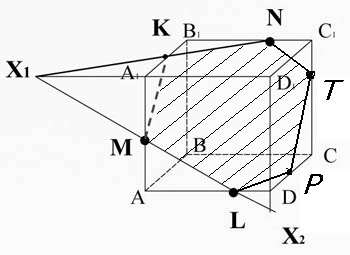 K B₁ N C₁
X₁ A₁ D₁ T
M B C
P
A L D
X₂